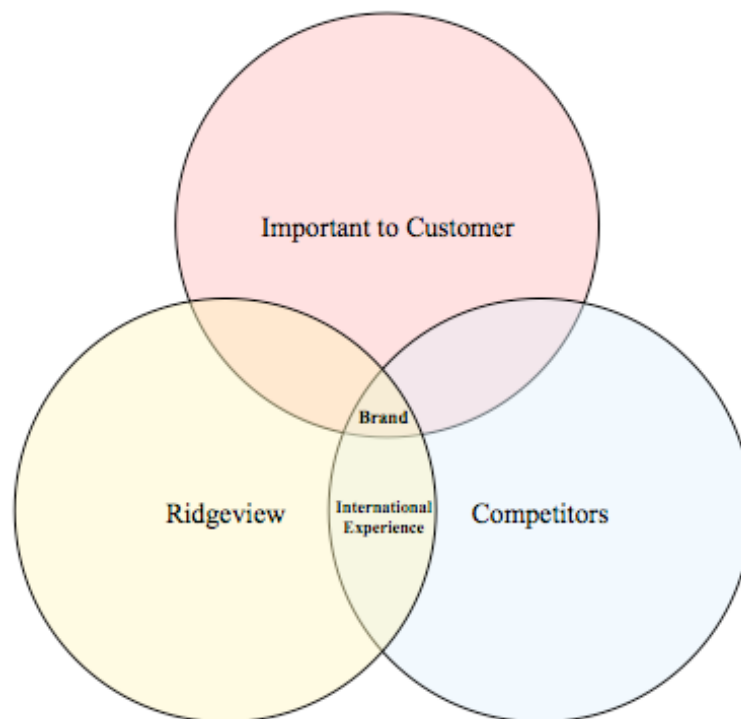 Important to Customer
Brand
Ridgeview
International
Experience
Competitors